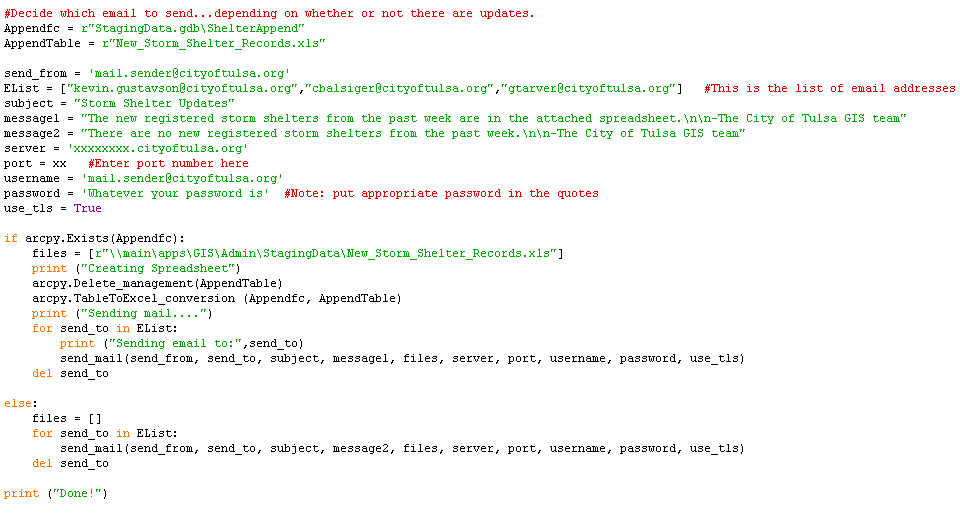 #Decide which email to send...depending on whether or not there are updates.
Appendfc = r"StagingData.gdb\ShelterAppend"
AppendTable = r"New_Storm_Shelter_Records.xls"

send_from = 'mail.sender@cityoftulsa.org'
EList = ["kevin.gustavson@cityoftulsa.org","cbalsiger@cityoftulsa.org","gtarver@cityoftulsa.org"]   #This is the list of email addresses
subject = "Storm Shelter Updates"
message1 = "The new registered storm shelters from the past week are in the attached spreadsheet.\n\n-The City of Tulsa GIS team"
message2 = "There are no new registered storm shelters from the past week.\n\n-The City of Tulsa GIS team"
server = 'xxxxxxxx.cityoftulsa.org'
port = xx   #Enter port number here
username = 'mail.sender@cityoftulsa.org'
password = 'Whatever your password is'  #Note: put appropriate password in the quotes
use_tls = True

if arcpy.Exists(Appendfc):
    files = [r"\\main\apps\GIS\Admin\StagingData\New_Storm_Shelter_Records.xls"]
    print ("Creating Spreadsheet")
    arcpy.Delete_management(AppendTable)
    arcpy.TableToExcel_conversion (Appendfc, AppendTable)
    print ("Sending mail....")
    for send_to in EList:
        print ("Sending email to:",send_to)
        send_mail(send_from, send_to, subject, message1, files, server, port, username, password, use_tls)
    del send_to

else:
    files = []
    for send_to in EList:
        send_mail(send_from, send_to, subject, message2, files, server, port, username, password, use_tls)
    del send_to

print ("Done!")